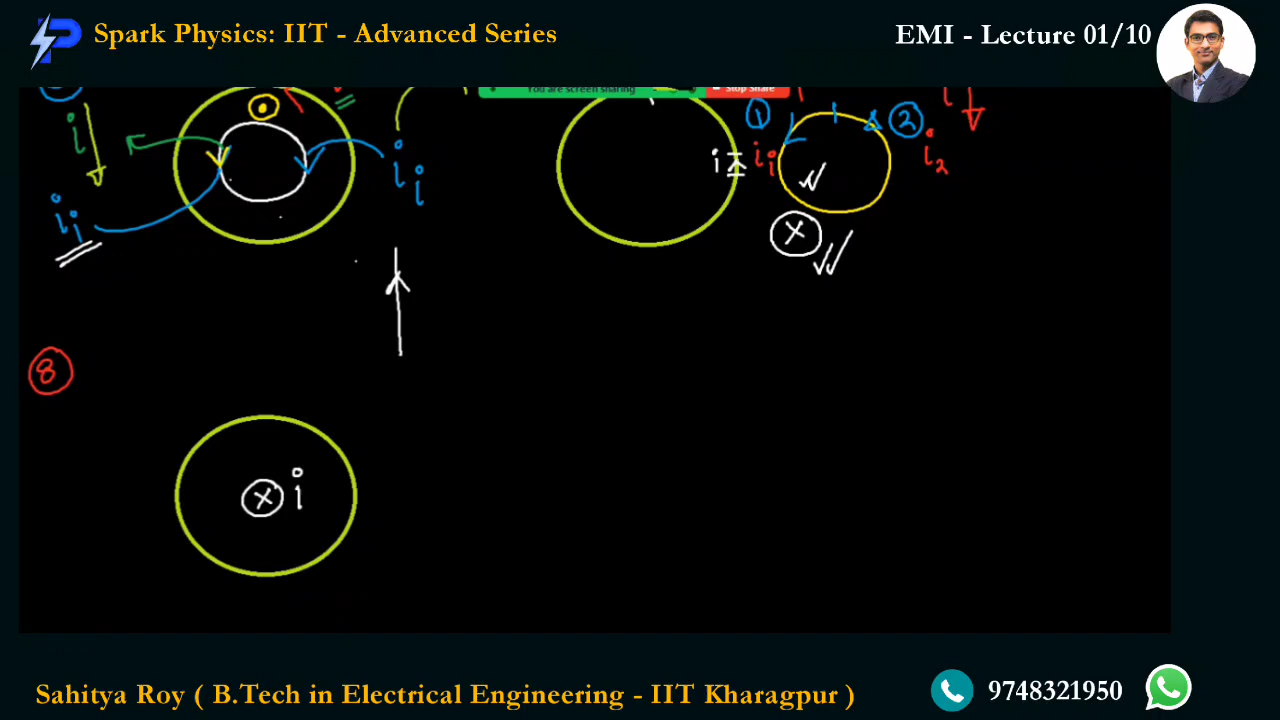 Spark Physics: IIT - Advanced Series
EMI - Lecture 01/10
You are screen sharing
Stop Share
i
i i
i i
i
1
i i
2
i 2
i
X
8
X i
Sahitya Roy ( B.Tech in Electrical Engineering - IIT Kharagpur )
9748321950